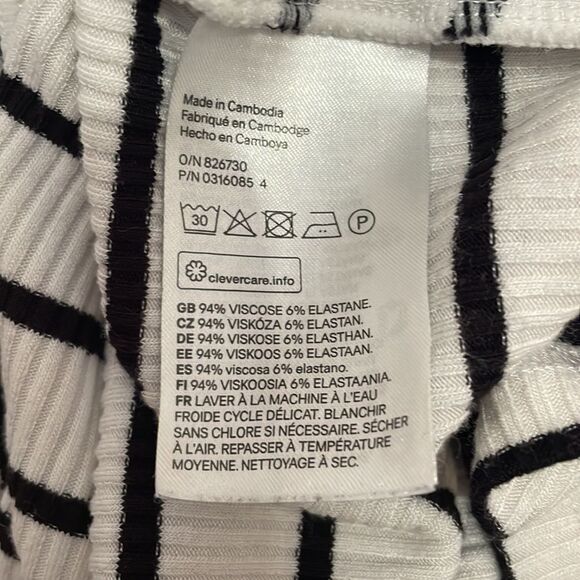 Made in Cambodia
Fabriqué en Cambodge
Hecho en Camboya
O/N 826730
P/N 0316085 4
30
P
clevercare.info
GB 94% VISCOSE 6% ELASTANE.
CZ 94% VISKÓZA 6% ELASTAN.
DE 94% VISKOSE 6% ELASTHAN.
EE 94% VISKOOS 6% ELASTAAN.
ES 94% viscosa 6% elastano.
FI 94% VISKOOSIA 6% ELASTAANIA.
FR LAVER À LA MACHINE À L'EAU
FROIDE CYCLE DÉLICAT. BLANCHIR
SANS CHLORE SI NÉCESSAIRE. SÉCHER
À L'AIR. REPASSER À TEMPÉRATURE
MOYENNE. NETTOYAGE À SEC.